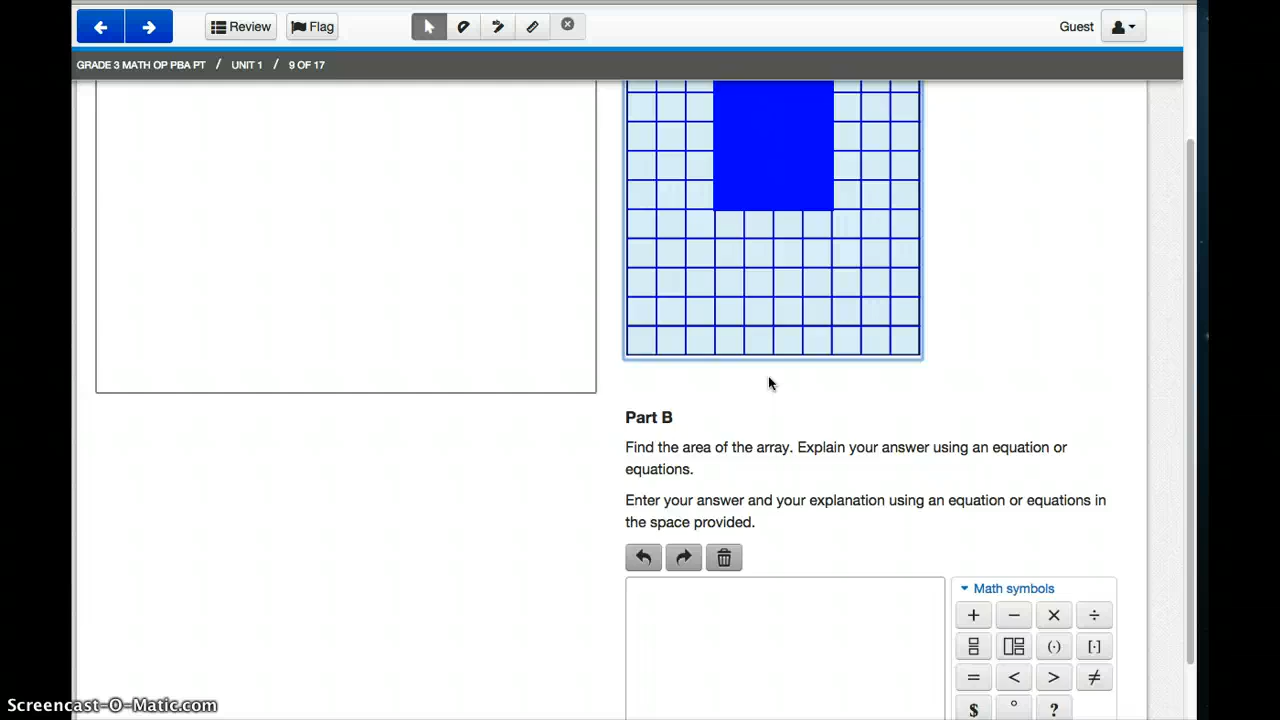 Review Flag Guest
GRADE 3 MATH OP PBA PT / UNIT 1 / 9 OF 17
Part B
Find the area of the array. Explain your answer using an equation or
equations.
Enter your answer and your explanation using an equation or equations in
the space provided.
Math symbols
+ − × ÷
(·) [·]
= < > ≠
$ ° ?
Screencast-O-Matic.com